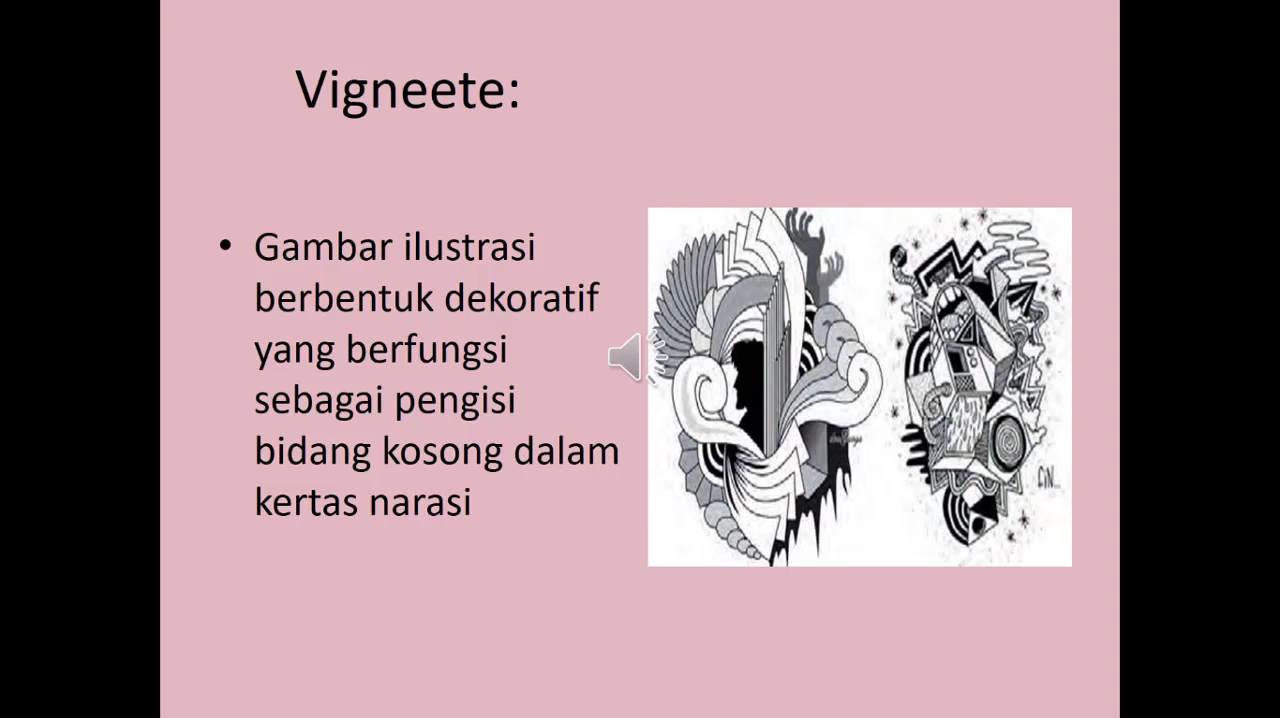 Vigneete:
• Gambar ilustrasi
berbentuk dekoratif
yang berfungsi
sebagai pengisi
bidang kosong dalam
kertas narasi